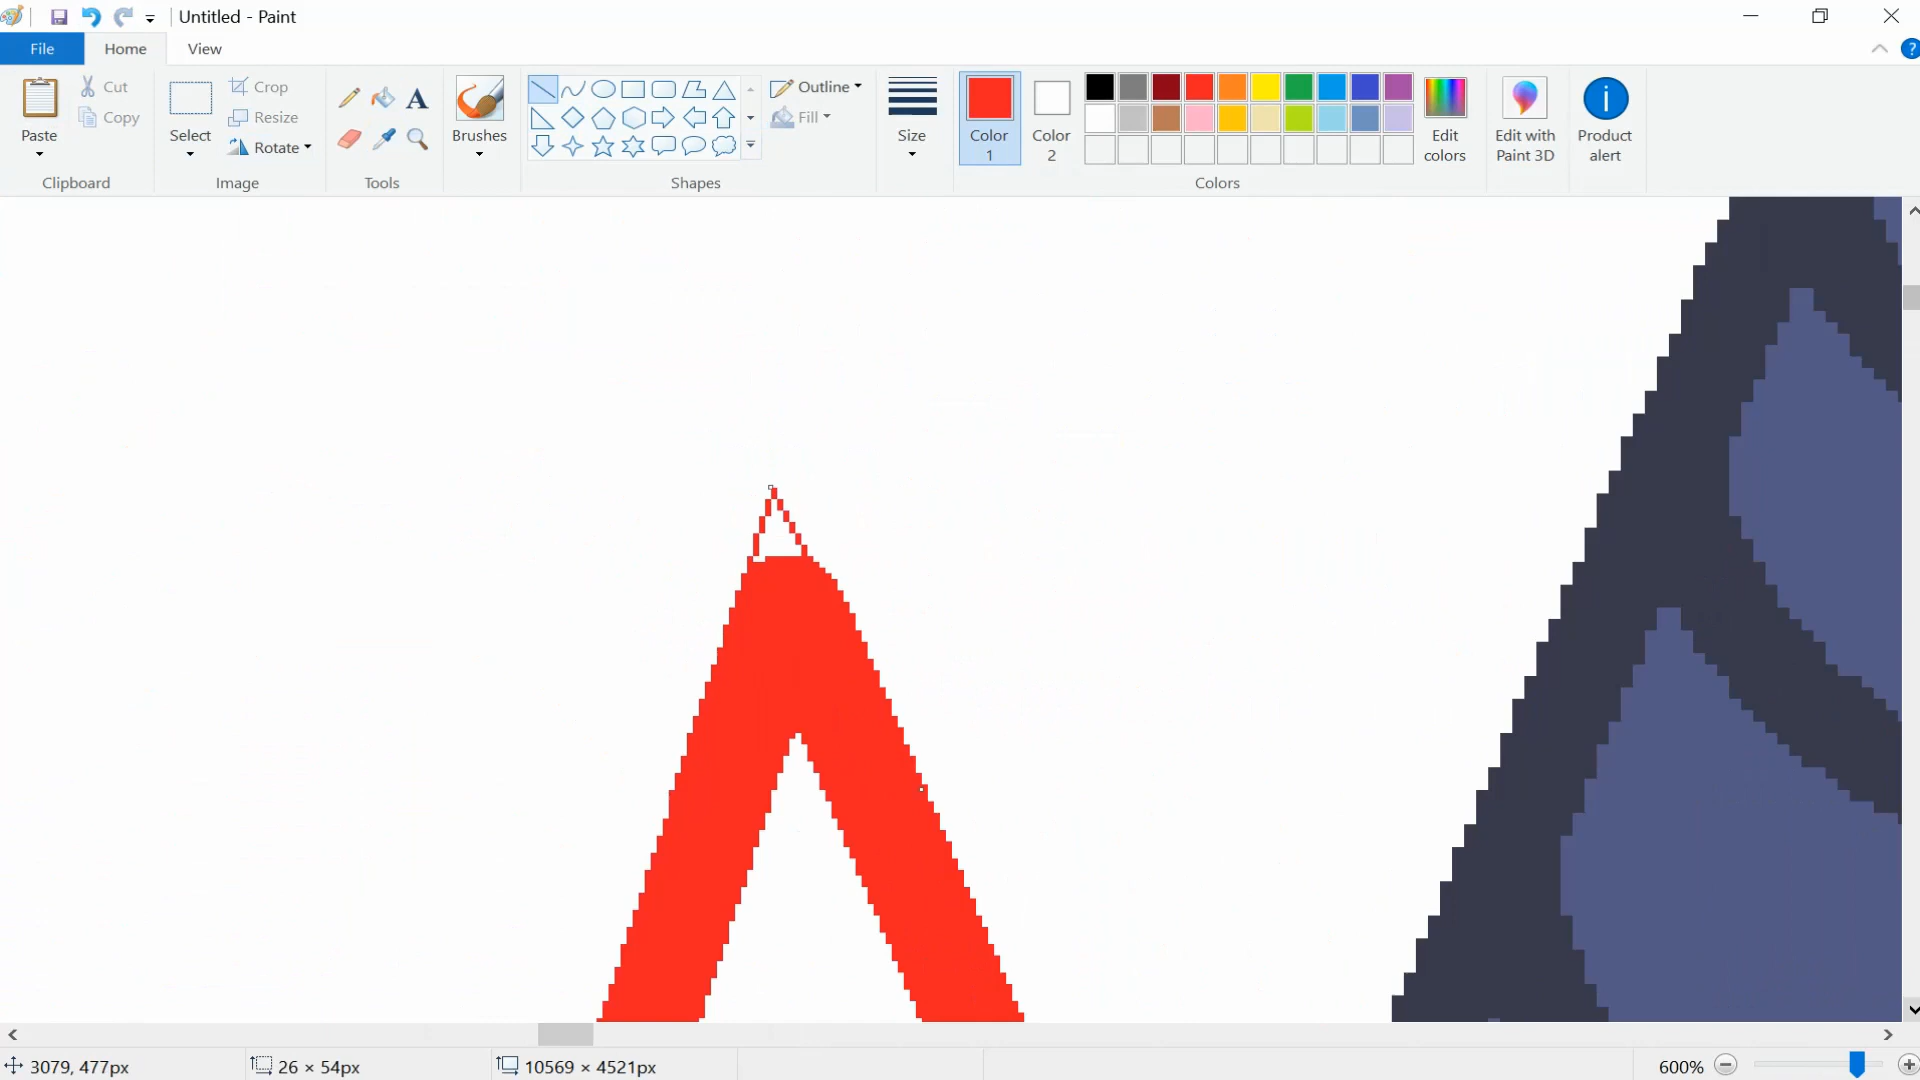 Untitled - Paint
File
Home
View
Paste
Cut
Copy
Clipboard
Select
Crop
Resize
Rotate
Image
A
Tools
Brushes
Outline
Fill
Shapes
Size
Color 1
Color 2
Colors
Edit colors
Edit with Paint 3D
Product alert
3079, 477px
26 × 54px
10569 × 4521px
600%